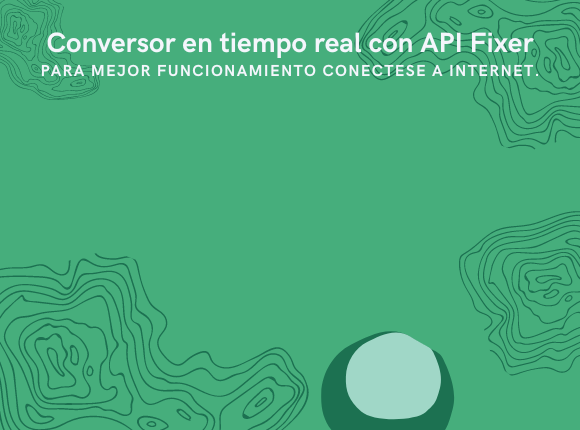 Conversor en tiempo real con API Fixer
PARA MEJOR FUNCIONAMIENTO CONECTESE A INTERNET.